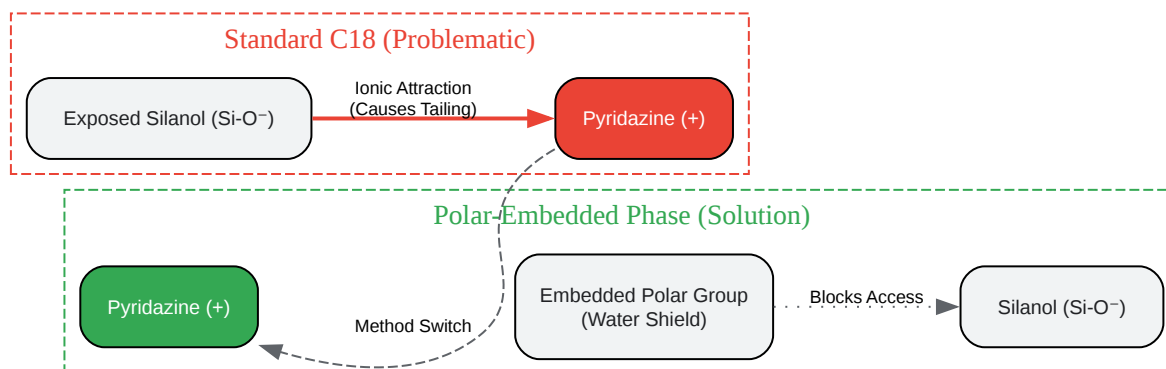 Standard C18 (Problematic)
Exposed Silanol (Si-O⁻)
Ionic Attraction
(Causes Tailing)
Pyridazine (+)
Polar-Embedded Phase (Solution)
Pyridazine (+)
Method Switch
Embedded Polar Group
(Water Shield)
Blocks Access
Silanol (Si-O⁻)